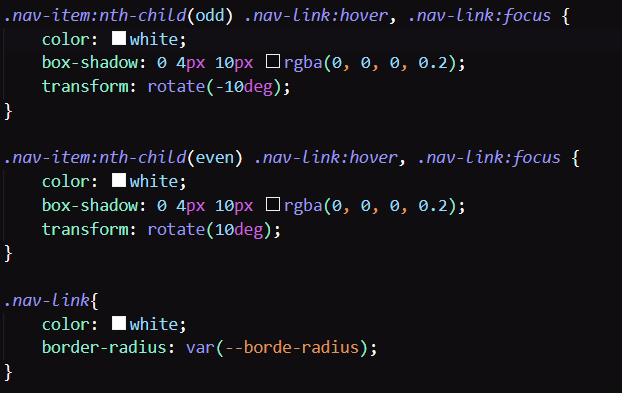 .nav-item:nth-child(odd) .nav-link:hover, .nav-link:focus {
    color: white;
    box-shadow: 0 4px 10px rgba(0, 0, 0, 0.2);
    transform: rotate(-10deg);
}

.nav-item:nth-child(even) .nav-link:hover, .nav-link:focus {
    color: white;
    box-shadow: 0 4px 10px rgba(0, 0, 0, 0.2);
    transform: rotate(10deg);
}

.nav-link{
    color: white;
    border-radius: var(--borde-radius);
}